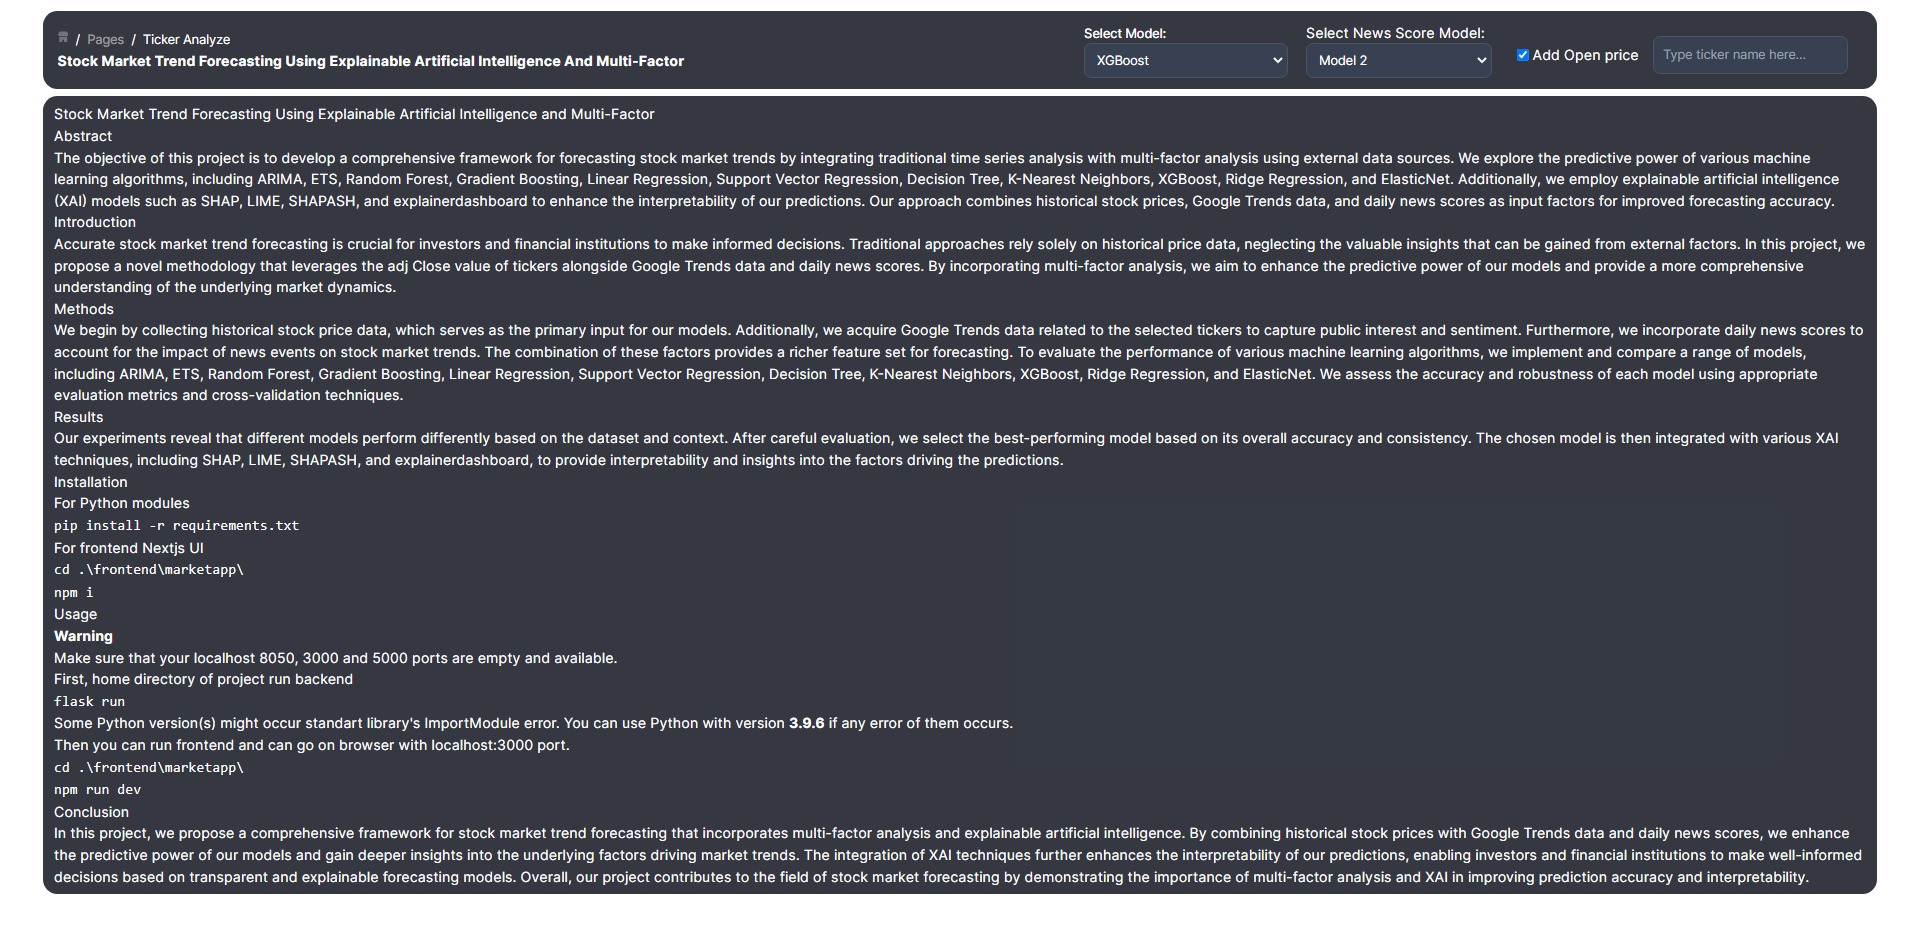 / Pages / Ticker Analyze
Stock Market Trend Forecasting Using Explainable Artificial Intelligence And Multi-Factor
Select Model:
XGBoost
Select News Score Model:
Model 2
Add Open price
Type ticker name here...
Stock Market Trend Forecasting Using Explainable Artificial Intelligence and Multi-Factor
Abstract
The objective of this project is to develop a comprehensive framework for forecasting stock market trends by integrating traditional time series analysis with multi-factor analysis using external data sources. We explore the predictive power of various machine
learning algorithms, including ARIMA, ETS, Random Forest, Gradient Boosting, Linear Regression, Support Vector Regression, Decision Tree, K-Nearest Neighbors, XGBoost, Ridge Regression, and ElasticNet. Additionally, we employ explainable artificial intelligence
(XAI) models such as SHAP, LIME, SHAPASH, and explainerdashboard to enhance the interpretability of our predictions. Our approach combines historical stock prices, Google Trends data, and daily news scores as input factors for improved forecasting accuracy.
Introduction
Accurate stock market trend forecasting is crucial for investors and financial institutions to make informed decisions. Traditional approaches rely solely on historical price data, neglecting the valuable insights that can be gained from external factors. In this project, we
propose a novel methodology that leverages the adj Close value of tickers alongside Google Trends data and daily news scores. By incorporating multi-factor analysis, we aim to enhance the predictive power of our models and provide a more comprehensive
understanding of the underlying market dynamics.
Methods
We begin by collecting historical stock price data, which serves as the primary input for our models. Additionally, we acquire Google Trends data related to the selected tickers to capture public interest and sentiment. Furthermore, we incorporate daily news scores to
account for the impact of news events on stock market trends. The combination of these factors provides a richer feature set for forecasting. To evaluate the performance of various machine learning algorithms, we implement and compare a range of models,
including ARIMA, ETS, Random Forest, Gradient Boosting, Linear Regression, Support Vector Regression, Decision Tree, K-Nearest Neighbors, XGBoost, Ridge Regression, and ElasticNet. We assess the accuracy and robustness of each model using appropriate
evaluation metrics and cross-validation techniques.
Results
Our experiments reveal that different models perform differently based on the dataset and context. After careful evaluation, we select the best-performing model based on its overall accuracy and consistency. The chosen model is then integrated with various XAI
techniques, including SHAP, LIME, SHAPASH, and explainerdashboard, to provide interpretability and insights into the factors driving the predictions.
Installation
For Python modules
pip install -r requirements.txt
For frontend Nextjs UI
cd .\frontend\marketapp\
npm i
Usage
Warning
Make sure that your localhost 8050, 3000 and 5000 ports are empty and available.
First, home directory of project run backend
flask run
Some Python version(s) might occur standart library's ImportModule error. You can use Python with version 3.9.6 if any error of them occurs.
Then you can run frontend and can go on browser with localhost:3000 port.
cd .\frontend\marketapp\
npm run dev
Conclusion
In this project, we propose a comprehensive framework for stock market trend forecasting that incorporates multi-factor analysis and explainable artificial intelligence. By combining historical stock prices with Google Trends data and daily news scores, we enhance
the predictive power of our models and gain deeper insights into the underlying factors driving market trends. The integration of XAI techniques further enhances the interpretability of our predictions, enabling investors and financial institutions to make well-informed
decisions based on transparent and explainable forecasting models. Overall, our project contributes to the field of stock market forecasting by demonstrating the importance of multi-factor analysis and XAI in improving prediction accuracy and interpretability.